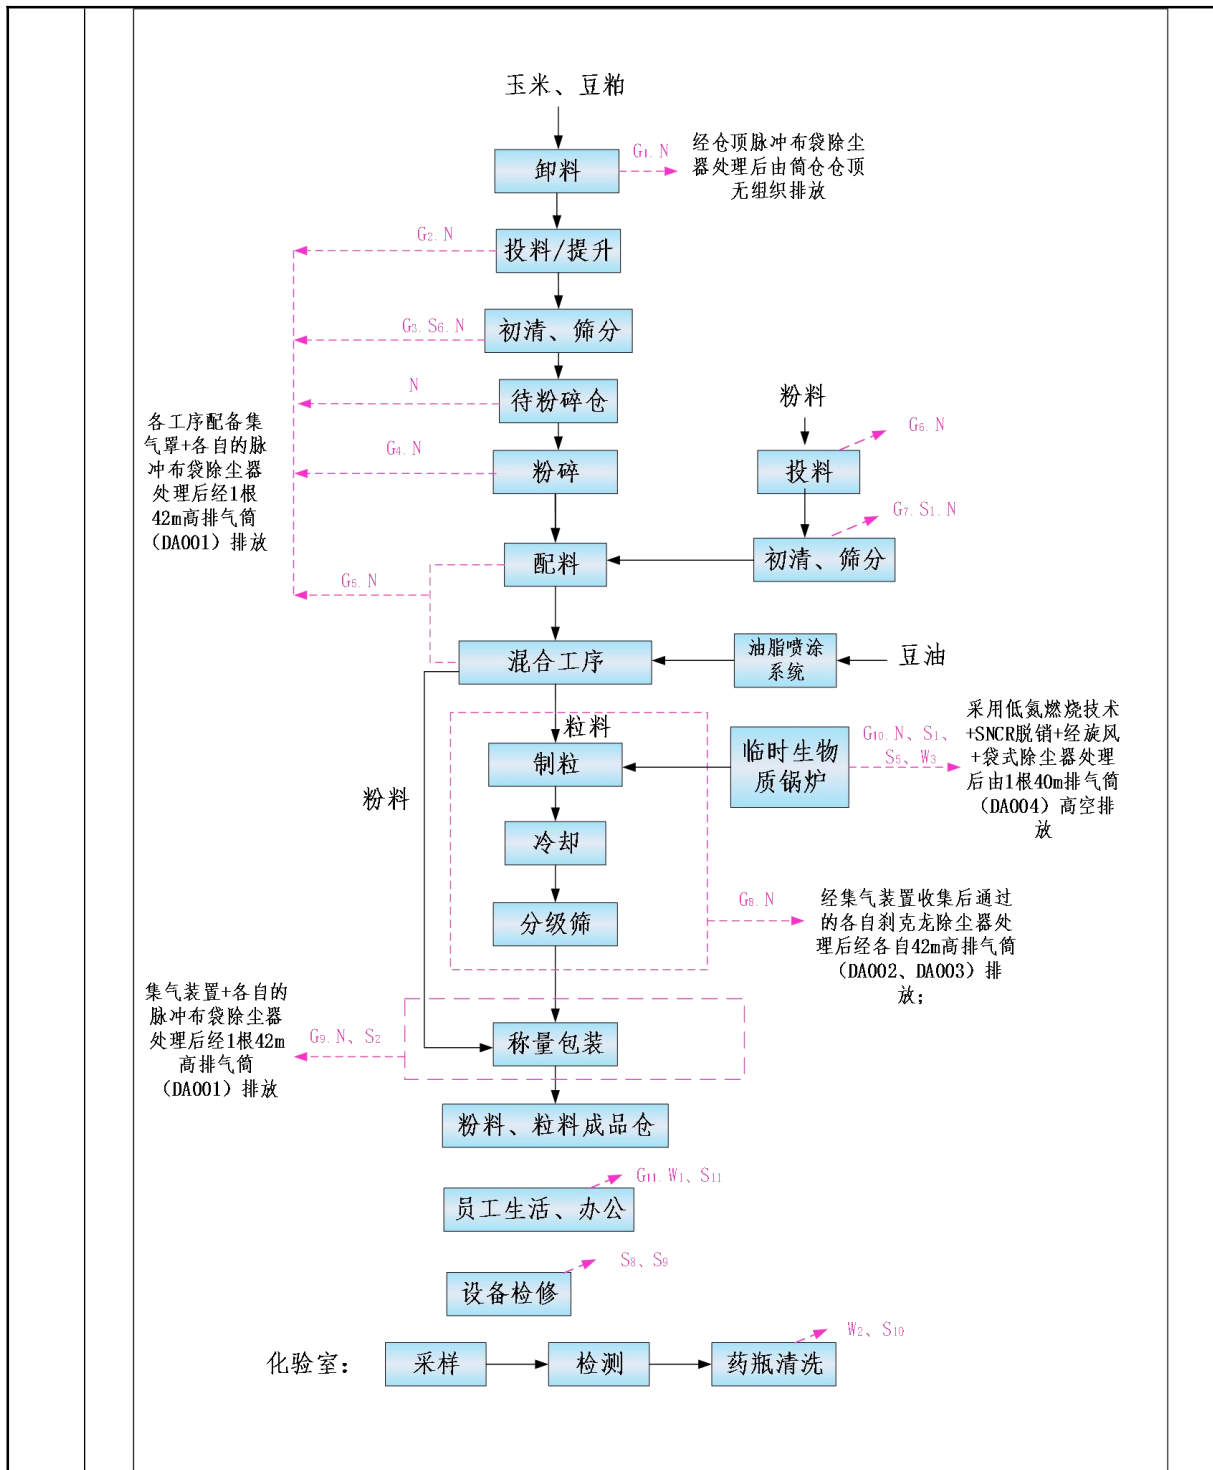 玉米、豆粕
卸料
G1. N
经仓顶脉冲布袋除尘
器处理后由筒仓仓顶
无组织排放
投料/提升
G2. N
初清、筛分
G3. S6. N
待粉碎仓
N
粉碎
G4. N
各工序配备集
气罩+各自的脉
冲布袋除尘器
处理后经1根
42m高排气筒
（DA001）排放
粉料
投料
G6. N
初清、筛分
G7. S1. N
配料
G5. N
混合工序
油脂喷涂
系统
豆油
粒料
粉料
制粒
临时生物
质锅炉
G10. N、S1、
S5、W3
采用低氮燃烧技术
+SNCR脱销+经旋风
+袋式除尘器处理
后由1根40m排气筒
（DA004）高空排
放
冷却
分级筛
G8. N
经集气装置收集后通过
的各自刹克龙除尘器处
理后经各自42m高排气筒
（DA002、DA003）排
放；
集气装置+各自的
脉冲布袋除尘器
处理后经1根42m
高排气筒
（DA001）排放
G9. N、S2
称量包装
粉料、粒料成品仓
员工生活、办公
G11. W1、S11
设备检修
S8、S9
化验室：
采样
检测
药瓶清洗
W2、S10